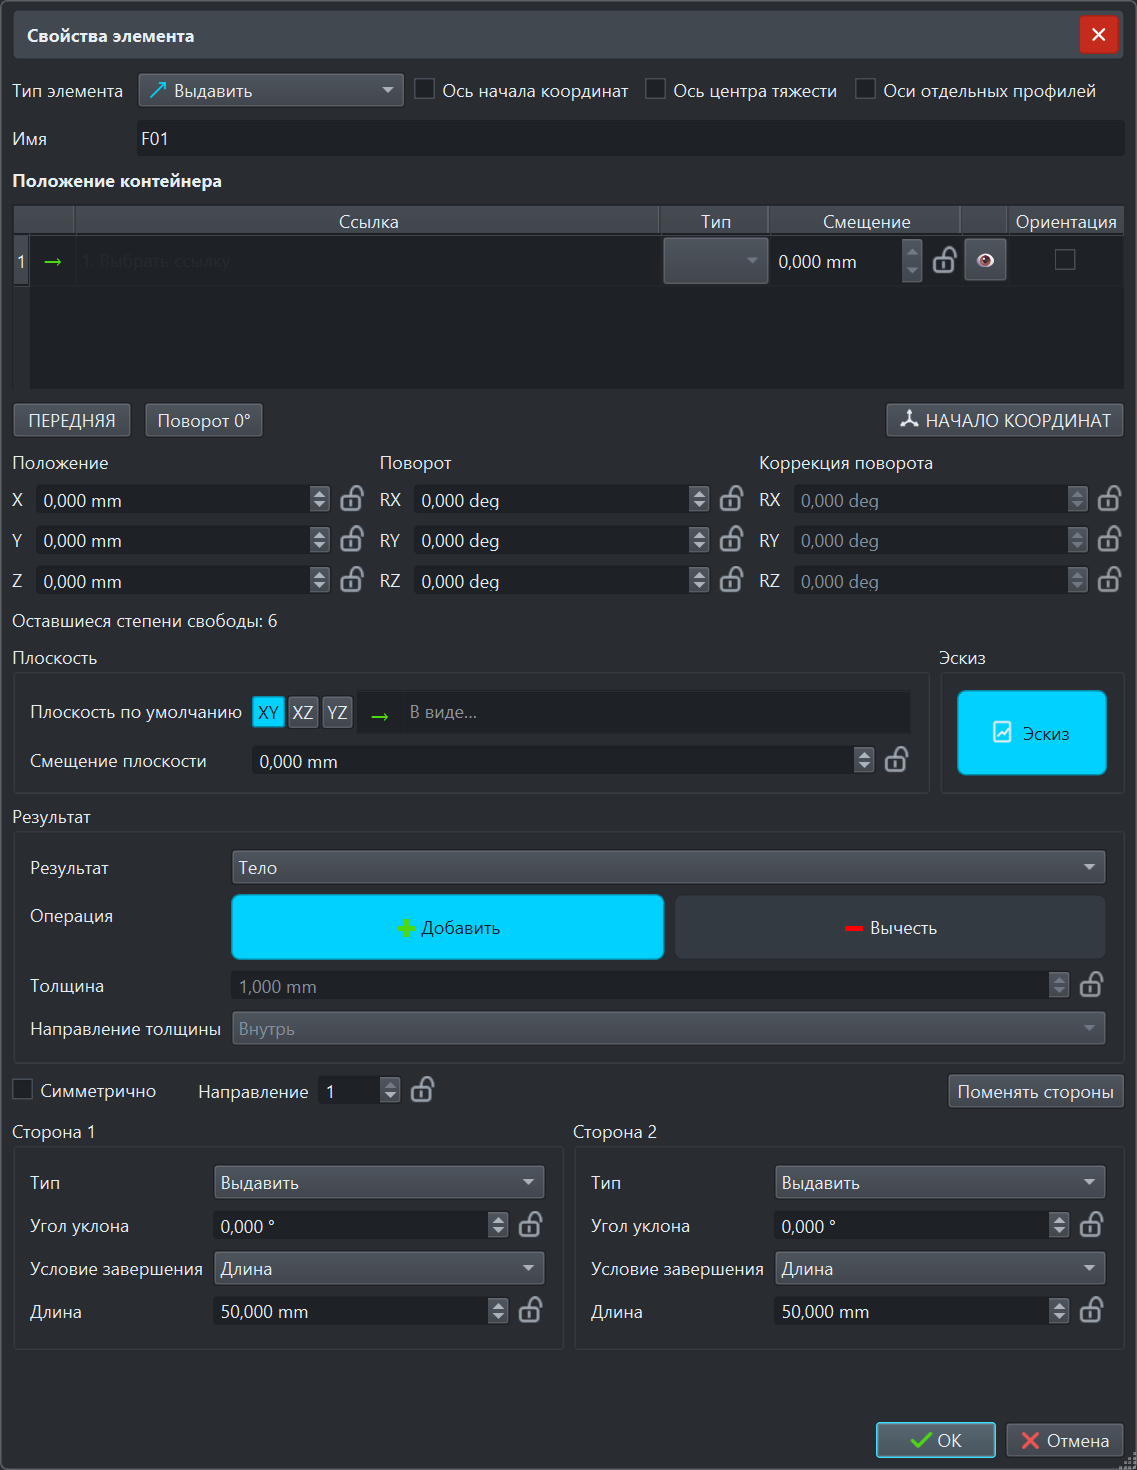 Свойства элемента
Тип элемента Выдавить Ось начала координат Ось центра тяжести Оси отдельных профилей
Имя F01
Положение контейнера
Ссылка Тип Смещение Ориентация
1 1. Выбрать ссылку 0,000 mm
ПЕРЕДНЯЯ Поворот 0° НАЧАЛО КООРДИНАТ
Положение Поворот Коррекция поворота
X 0,000 mm RX 0,000 deg RX 0,000 deg
Y 0,000 mm RY 0,000 deg RY 0,000 deg
Z 0,000 mm RZ 0,000 deg RZ 0,000 deg
Оставшиеся степени свободы: 6
Плоскость Эскиз
Плоскость по умолчанию XY XZ YZ В виде... Эскиз
Смещение плоскости 0,000 mm
Результат
Результат Тело
Операция Добавить Вычесть
Толщина 1,000 mm
Направление толщины Внутрь
Симметрично Направление 1 Поменять стороны
Сторона 1 Сторона 2
Тип Выдавить Тип Выдавить
Угол уклона 0,000 ° Угол уклона 0,000 °
Условие завершения Длина Условие завершения Длина
Длина 50,000 mm Длина 50,000 mm
OK Отмена